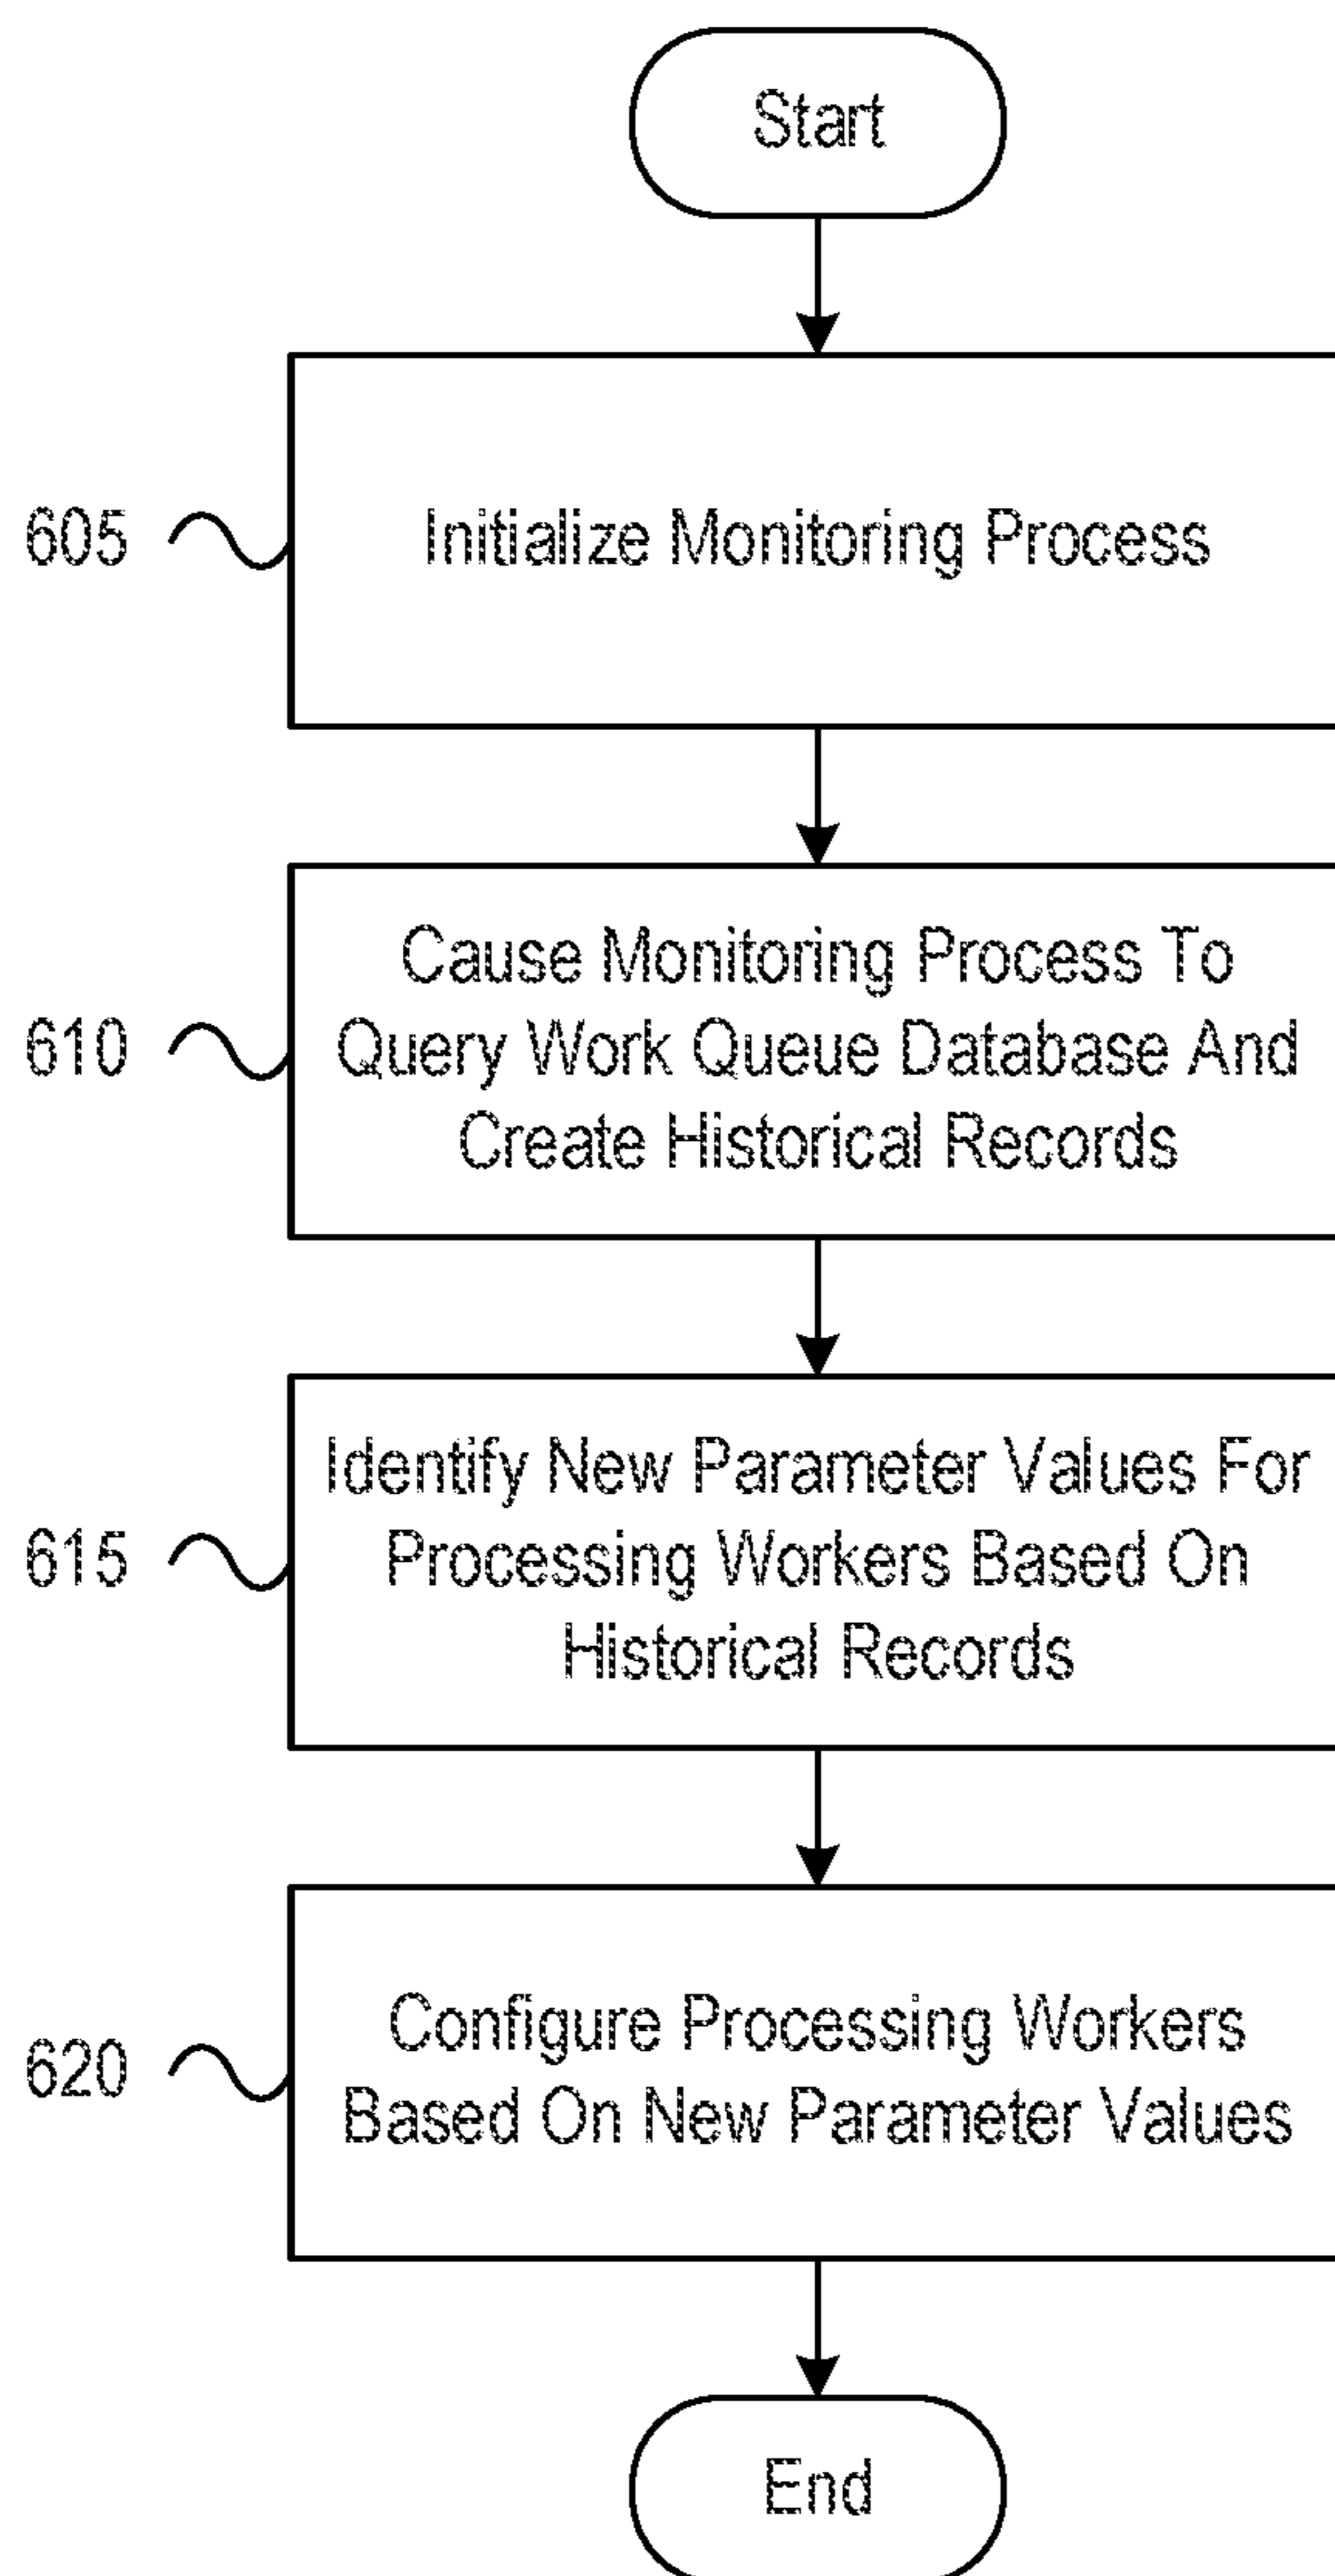 Start
605
Initialize Monitoring Process
610
Cause Monitoring Process To
Query Work Queue Database And
Create Historical Records
615
Identify New Parameter Values For
Processing Workers Based On
Historical Records
620
Configure Processing Workers
Based On New Parameter Values
End